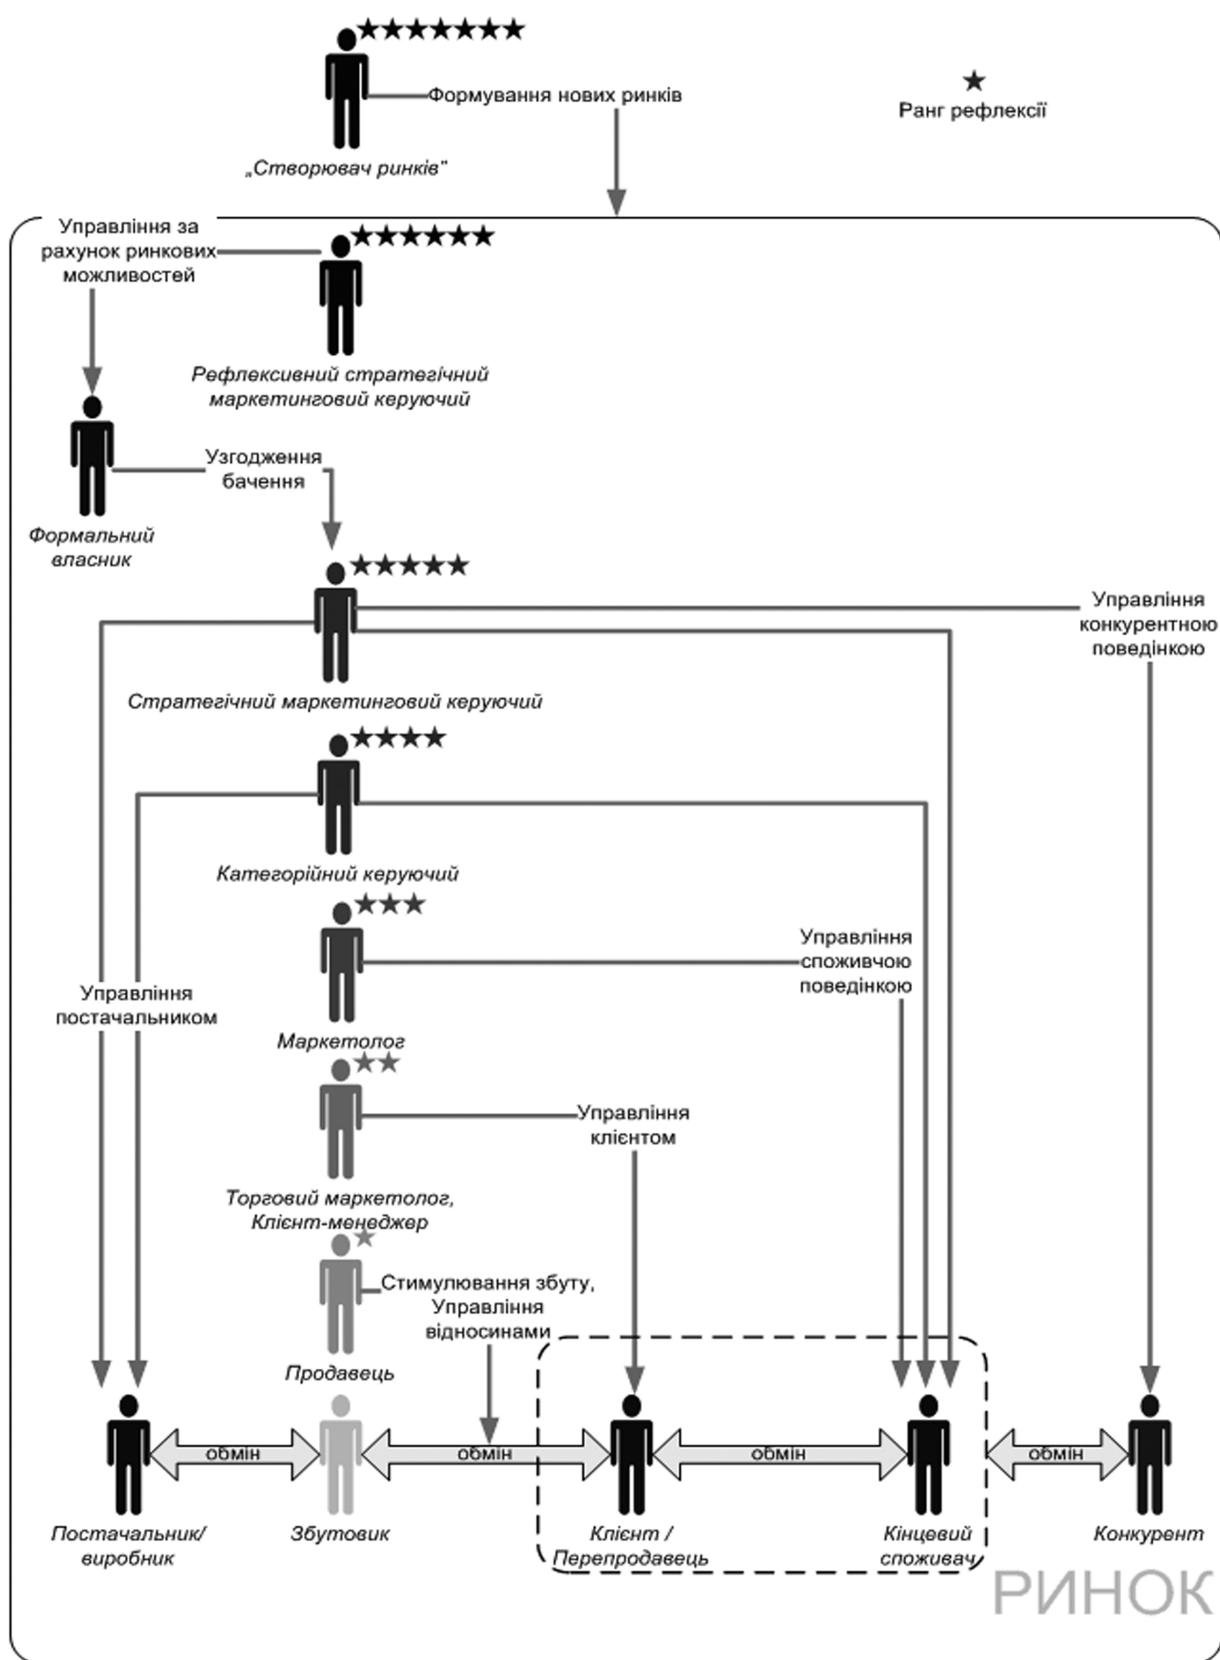 Формування нових ринків
Ранг рефлексії
„Створювач ринків"
Управління за
рахунок ринкових
можливостей
Рефлексивний стратегічний
маркетинговий керуючий
Узгодження
бачення
Формальний
власник
Управління
конкурентною
поведінкою
Стратегічний маркетинговий керуючий
Категорійний керуючий
Управління
споживчою
поведінкою
Управління
постачальником
Маркетолог
Управління
клієнтом
Торговий маркетолог,
Клієнт-менеджер
Стимулювання збуту,
Управління
відносинами
Продавець
обмін
обмін
обмін
обмін
Постачальник/
виробник
Збутовик
Клієнт /
Перепродавець
Кінцевий
споживач
Конкурент
РИНОК